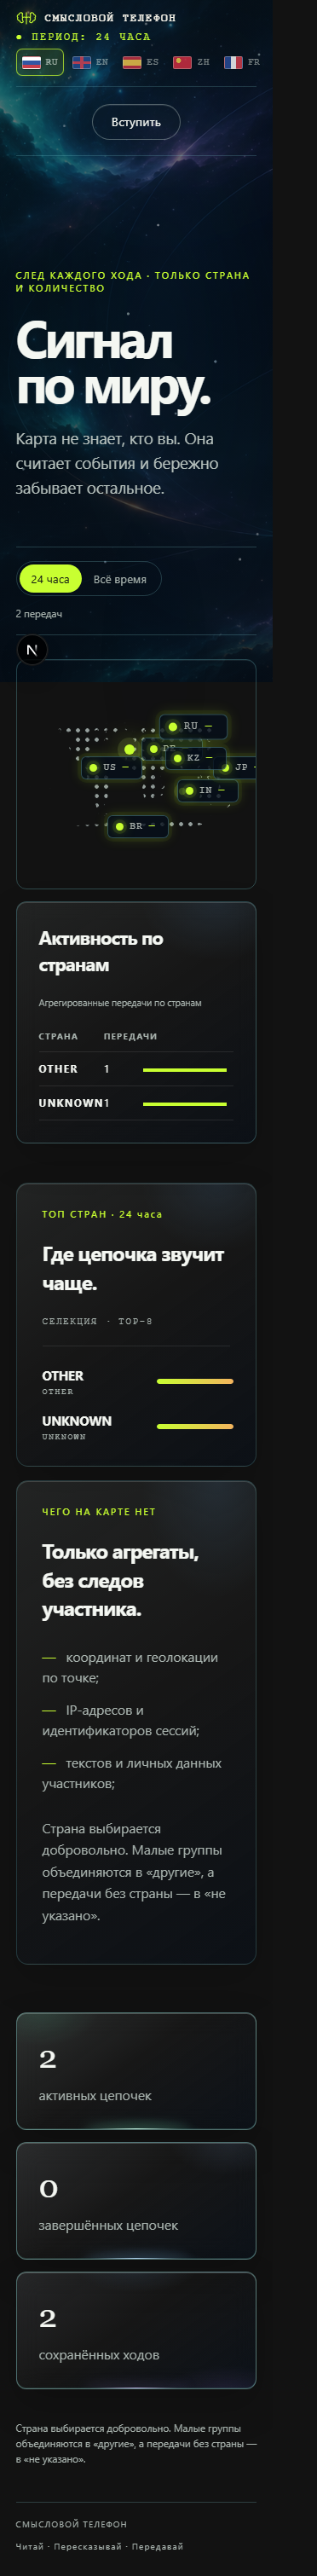 СМЫСЛОВОЙ ТЕЛЕФОН
ПЕРИОД: 24 ЧАСА
RU EN ES ZH FR
Вступить
СЛЕД КАЖДОГО ХОДА · ТОЛЬКО СТРАНА
И КОЛИЧЕСТВО
Сигнал
по миру.
Карта не знает, кто вы. Она
считает события и бережно
забывает остальное.
24 часа Всё время
2 передач
N
RU —
KZ —
US —
JP
IN —
BR —
Активность по
странам
Агрегированные передачи по странам
СТРАНА ПЕРЕДАЧИ
OTHER 1
UNKNOWN 1
ТОП СТРАН · 24 часа
Где цепочка звучит
чаще.
СЕЛЕКЦИЯ · TOP-8
OTHER
OTHER
UNKNOWN
UNKNOWN
ЧЕГО НА КАРТЕ НЕТ
Только агрегаты,
без следов
участника.
— координат и геолокации
по точке;
— IP-адресов и
идентификаторов сессий;
— текстов и личных данных
участников;
Страна выбирается
добровольно. Малые группы
объединяются в «другие», а
передачи без страны — в «не
указано».
2
активных цепочек
0
завершённых цепочек
2
сохранённых ходов
Страна выбирается добровольно. Малые группы
объединяются в «другие», а передачи без страны —
в «не указано».
СМЫСЛОВОЙ ТЕЛЕФОН
Читай · Пересказывай · Передавай